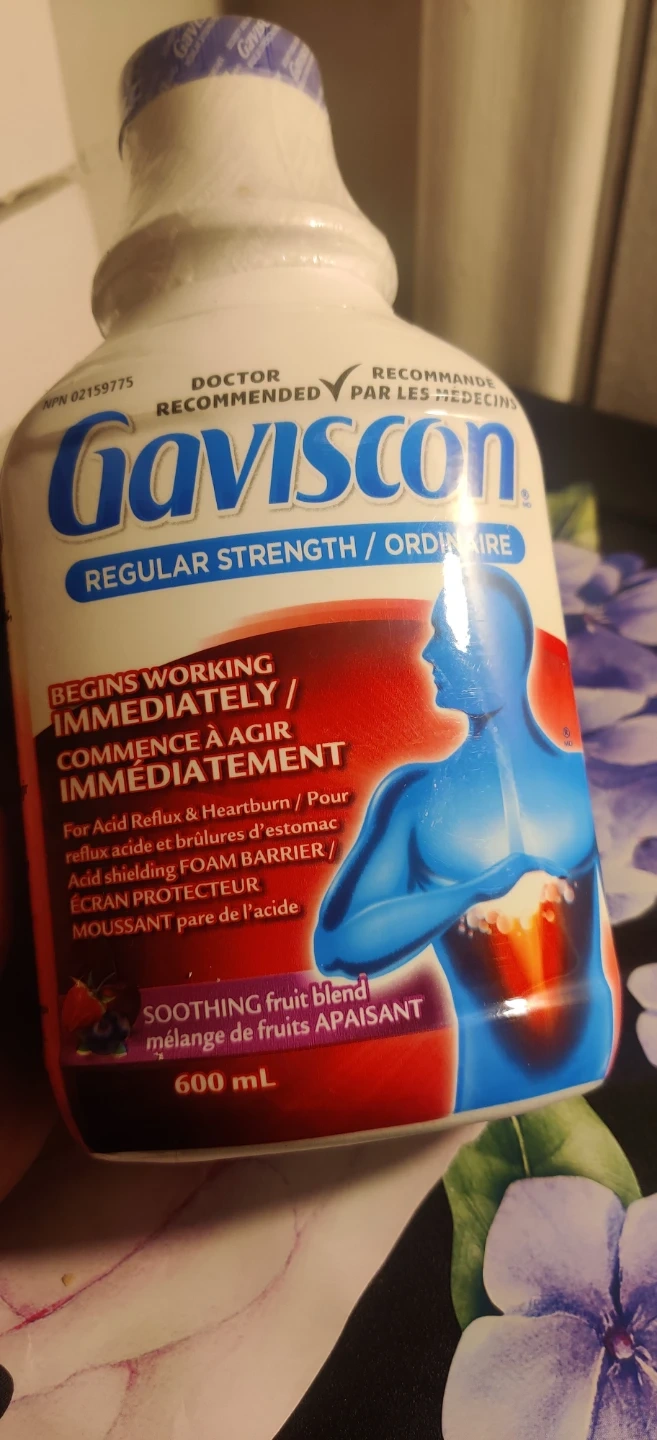 NPN 02159775
DOCTOR RECOMMENDED
RECOMMANDÉ PAR LES MÉDECINS
Gaviscon
REGULAR STRENGTH / ORDINAIRE
BEGINS WORKING
IMMEDIATELY /
COMMENCE À AGIR
IMMÉDIATEMENT
For Acid Reflux & Heartburn / Pour
reflux acide et brûlures d'estomac
Acid shielding FOAM BARRIER /
ÉCRAN PROTECTEUR
MOUSSANT pare de l'acide
SOOTHING fruit blend
mélange de fruits APAISANT
600 mL